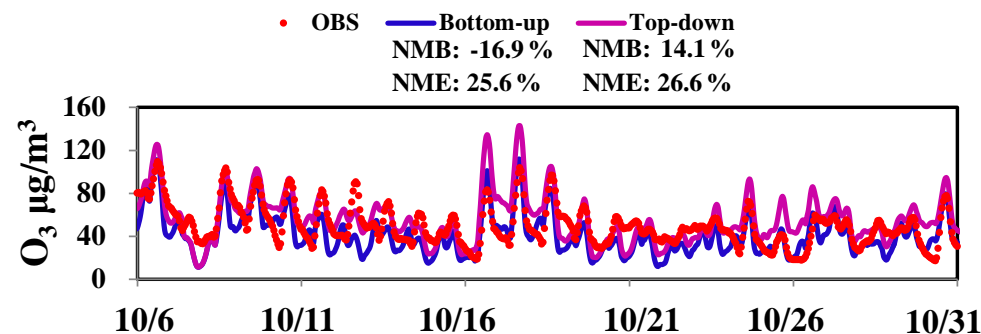 OBS Bottom-up Top-down
NMB: -16.9 % NMB: 14.1 %
NME: 25.6 % NME: 26.6 %
O3 μg/m3
160
120
80
40
0
10/6 10/11 10/16 10/21 10/26 10/31